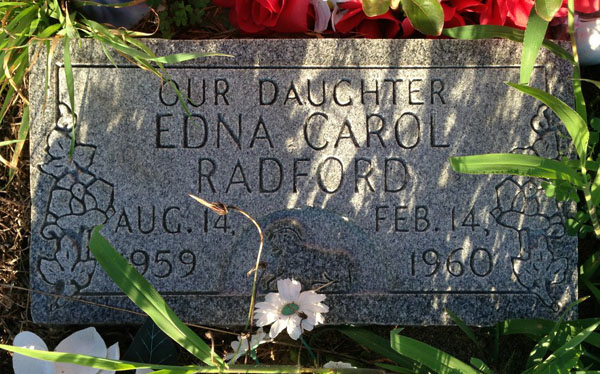 OUR DAUGHTER
EDNA CAROL
RADFORD
AUG. 14, FEB. 14,
1959 1960